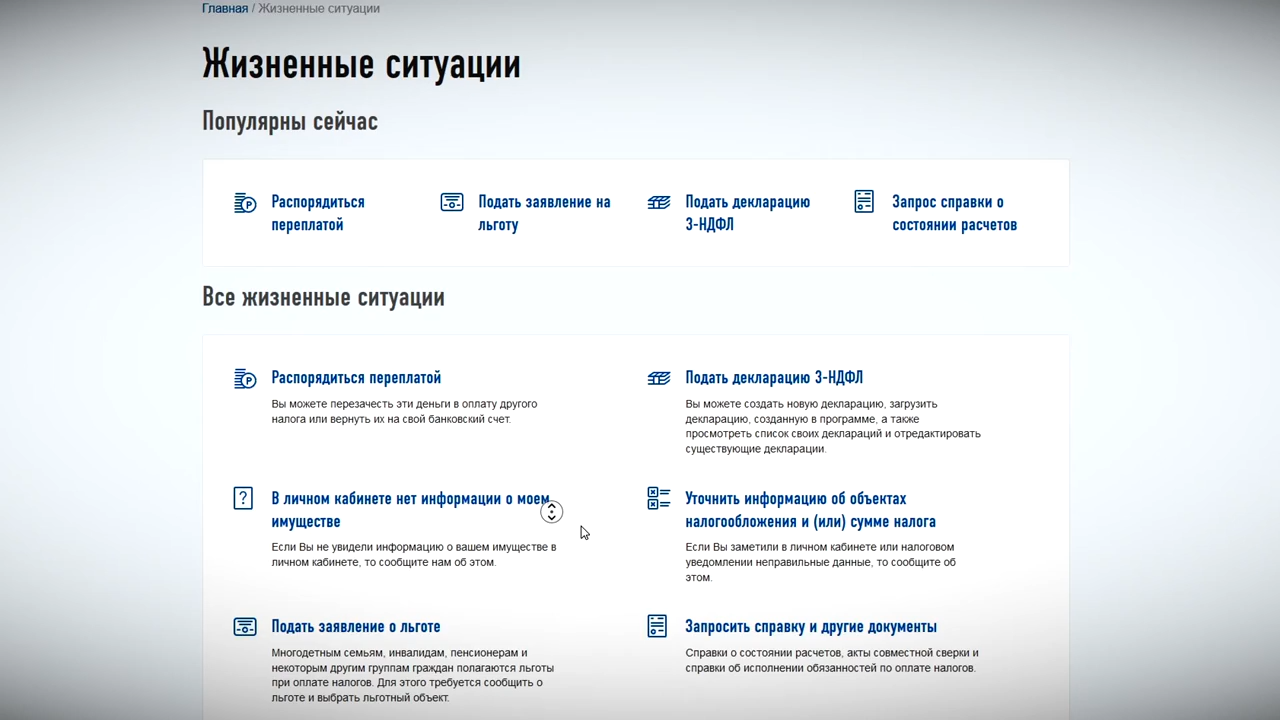 Главная / Жизненные ситуации
Жизненные ситуации
Популярны сейчас
Распорядиться
переплатой
Подать заявление на
льготу
Подать декларацию
3-НДФЛ
Запрос справки о
состоянии расчетов
Все жизненные ситуации
Распорядиться переплатой
Вы можете перезачесть эти деньги в оплату другого
налога или вернуть их на свой банковский счет.
Подать декларацию 3-НДФЛ
Вы можете создать новую декларацию, загрузить
декларацию, созданную в программе, а также
просмотреть список своих деклараций и отредактировать
существующие декларации.
В личном кабинете нет информации о моем
имуществе
Если Вы не увидели информацию о вашем имуществе в
личном кабинете, то сообщите нам об этом.
Уточнить информацию об объектах
налогообложения и (или) сумме налога
Если Вы заметили в личном кабинете или налоговом
уведомлении неправильные данные, то сообщите об
этом.
Подать заявление о льготе
Многодетным семьям, инвалидам, пенсионерам и
некоторым другим группам граждан полагаются льготы
при оплате налогов. Для этого требуется сообщить о
льготе и выбрать льготный объект.
Запросить справку и другие документы
Справки о состоянии расчетов, акты совместной сверки и
справки об исполнении обязанностей по оплате налогов.